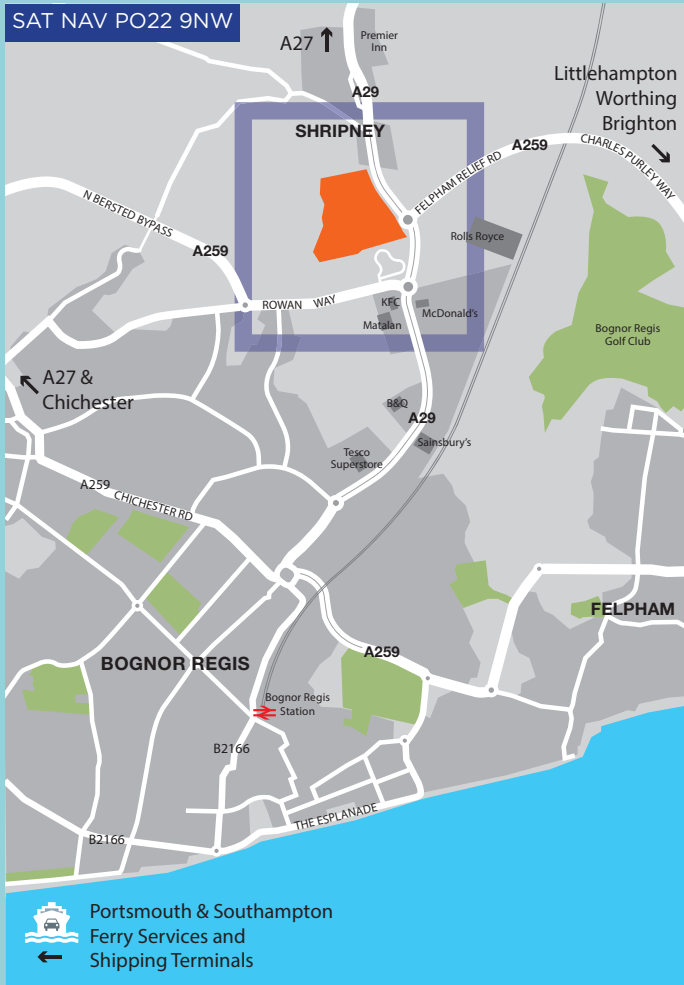 SAT NAV PO22 9NW
A27
Premier
Inn
A29
Littlehampton
Worthing
Brighton
SHRIPNEY
A259
CHARLES PURLEY WAY
FELPHAM RELIEF RD
N BERSTED BYPASS
A259
Rolls Royce
ROWAN WAY
KFC
McDonald's
Matalan
Bognor Regis
Golf Club
A27 &
Chichester
B&Q
A29
Sainsbury's
Tesco
Superstore
A259
CHICHESTER RD
FELPHAM
A259
BOGNOR REGIS
Bognor Regis
Station
B2166
THE ESPLANADE
B2166
Portsmouth & Southampton
Ferry Services and
Shipping Terminals